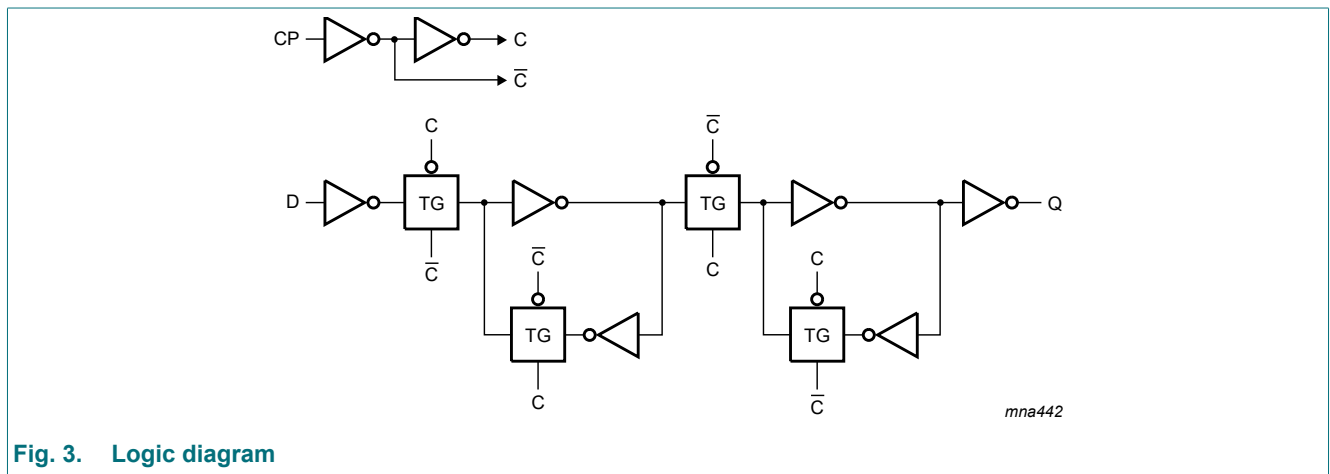 CP
C
C̅
C
C̅
D
TG
TG
Q
C̅
C̅
C
C
TG
TG
C
C̅
mna442
Fig. 3. Logic diagram